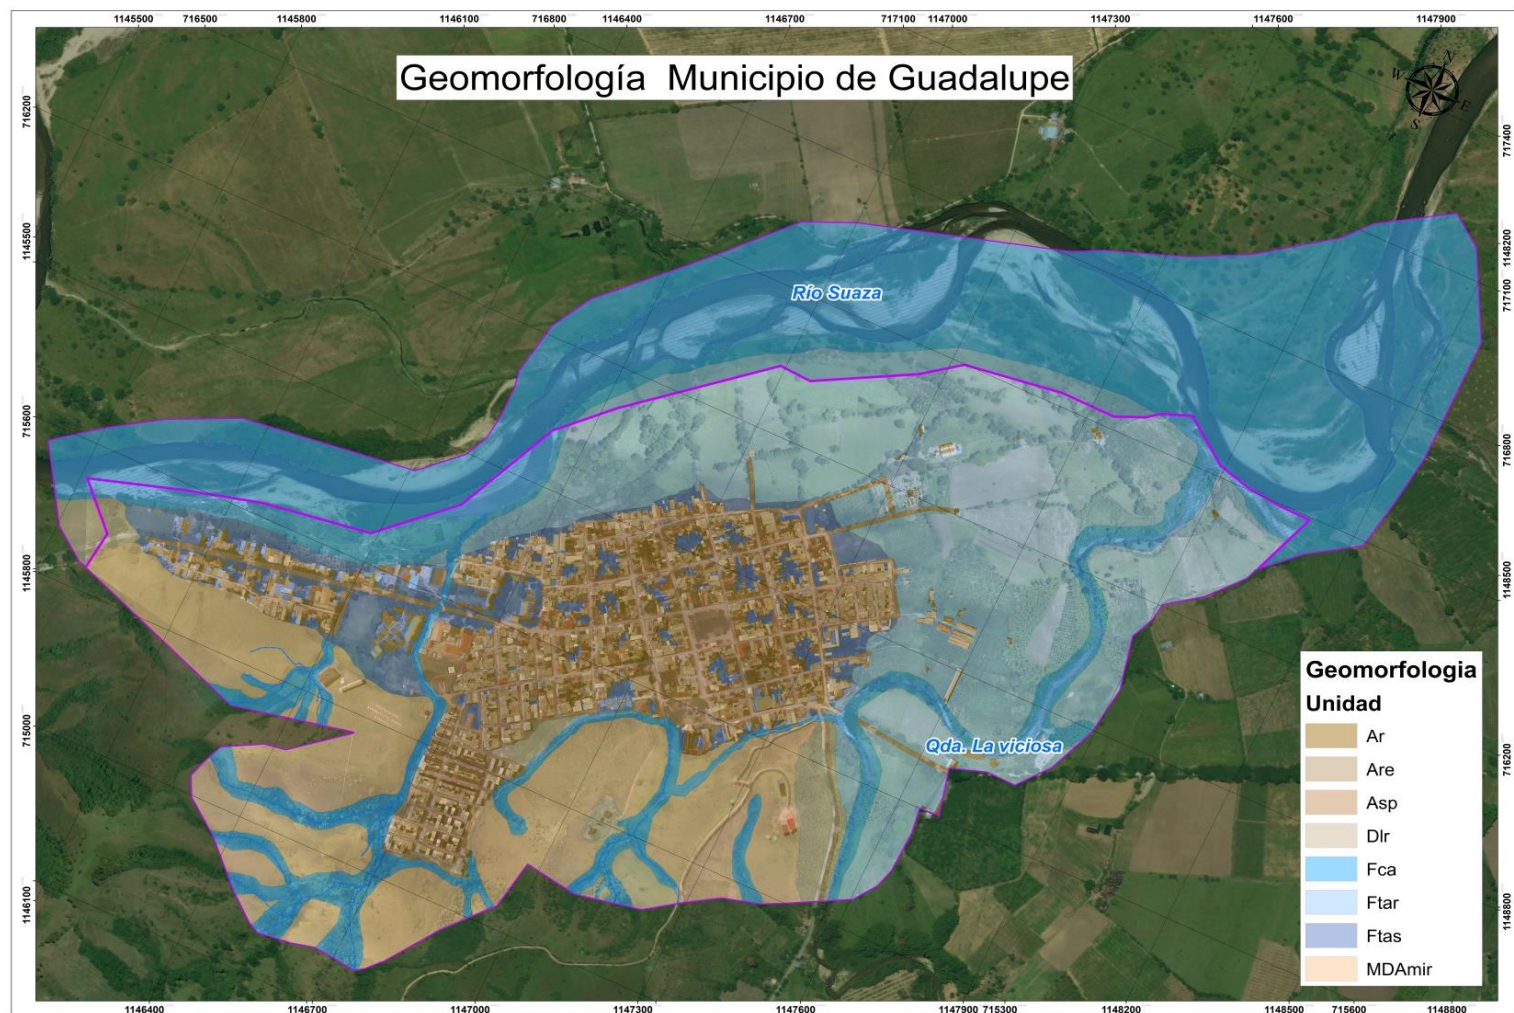 1145500 716500 1145800 1146100 716800 1146400 1146700 717100 1147000 1147300 1147600 1147900
Geomorfología Municipio de Guadalupe
N
W
E
S
716200
717400
1145500
1148200
Río Suaza
717100
715600
716800
1145800
1148500
Geomorfologia
Unidad
715000
Qda. La viciosa
Ar
716200
Are
Asp
Dlr
Fca
1146100
Ftar
1148800
Ftas
MDAmir
1146400 1146700 1147000 1147300 1147600 1147900 715300 1148200 1148500 715600 1148800